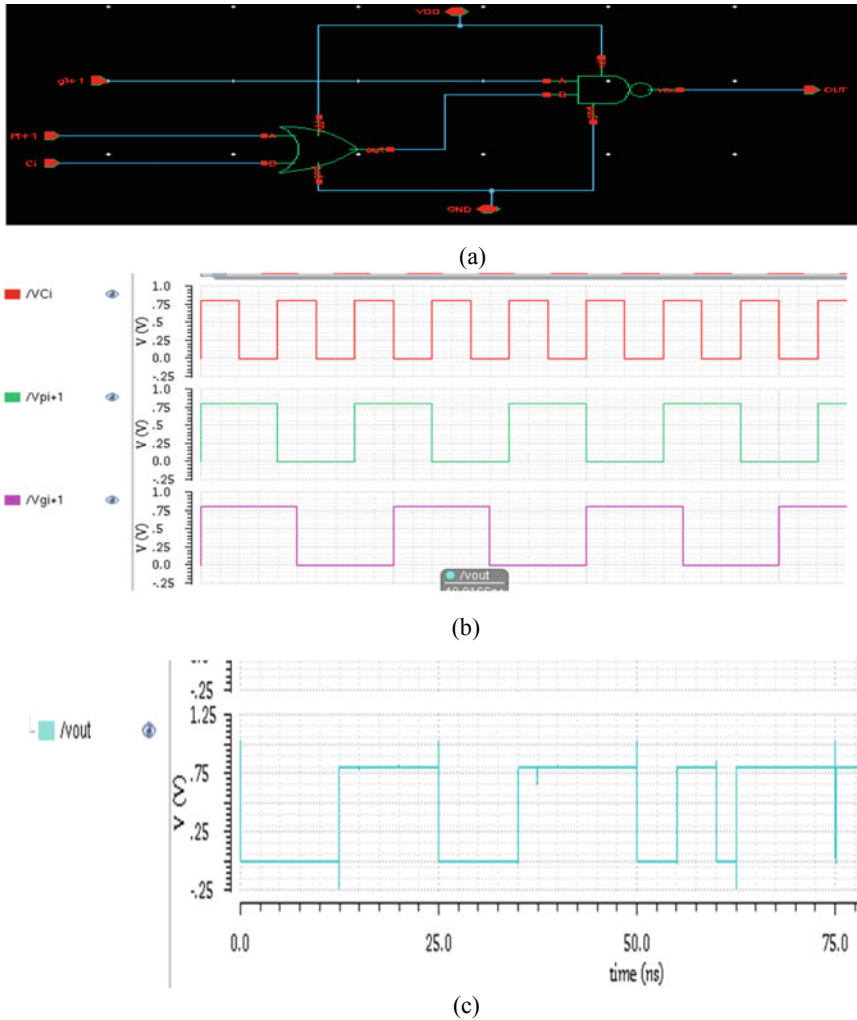 VDD
gi+1
A
B
OUT
Pi+1
A
out
Ci
B
GND
(a)
/VCi
1.0
.75
.5
.25
0.0
-.25
V (V)
/Vpi+1
1.0
.75
.5
.25
0.0
-.25
V (V)
/Vgi+1
1.0
.75
.5
.25
0.0
-.25
V (V)
/vout
(b)
-.25
/vout
1.25
.75
.25
-.25
V (V)
0.0 25.0 50.0 75.0
time (ns)
(c)